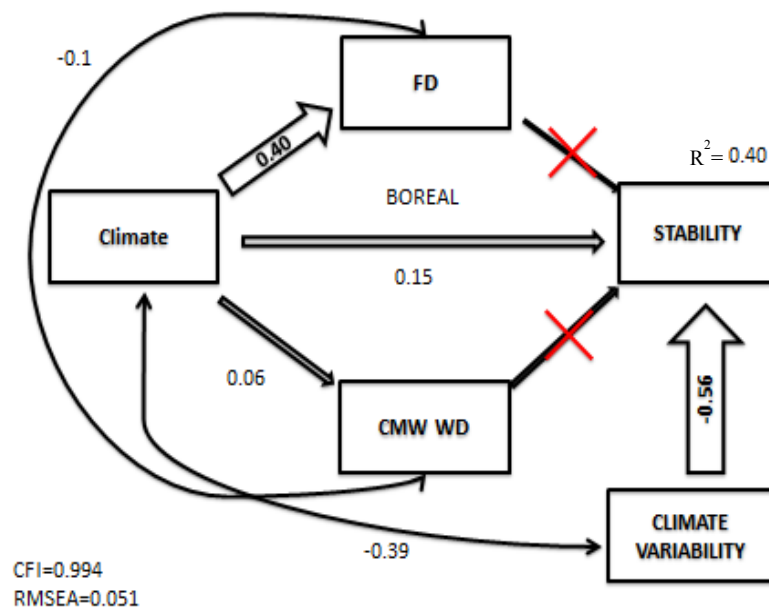 -0.1
FD
0.40
R² = 0.40
BOREAL
Climate
STABILITY
0.15
0.06
CMW WD
-0.56
CLIMATE
VARIABILITY
-0.39
CFI=0.994
RMSEA=0.051